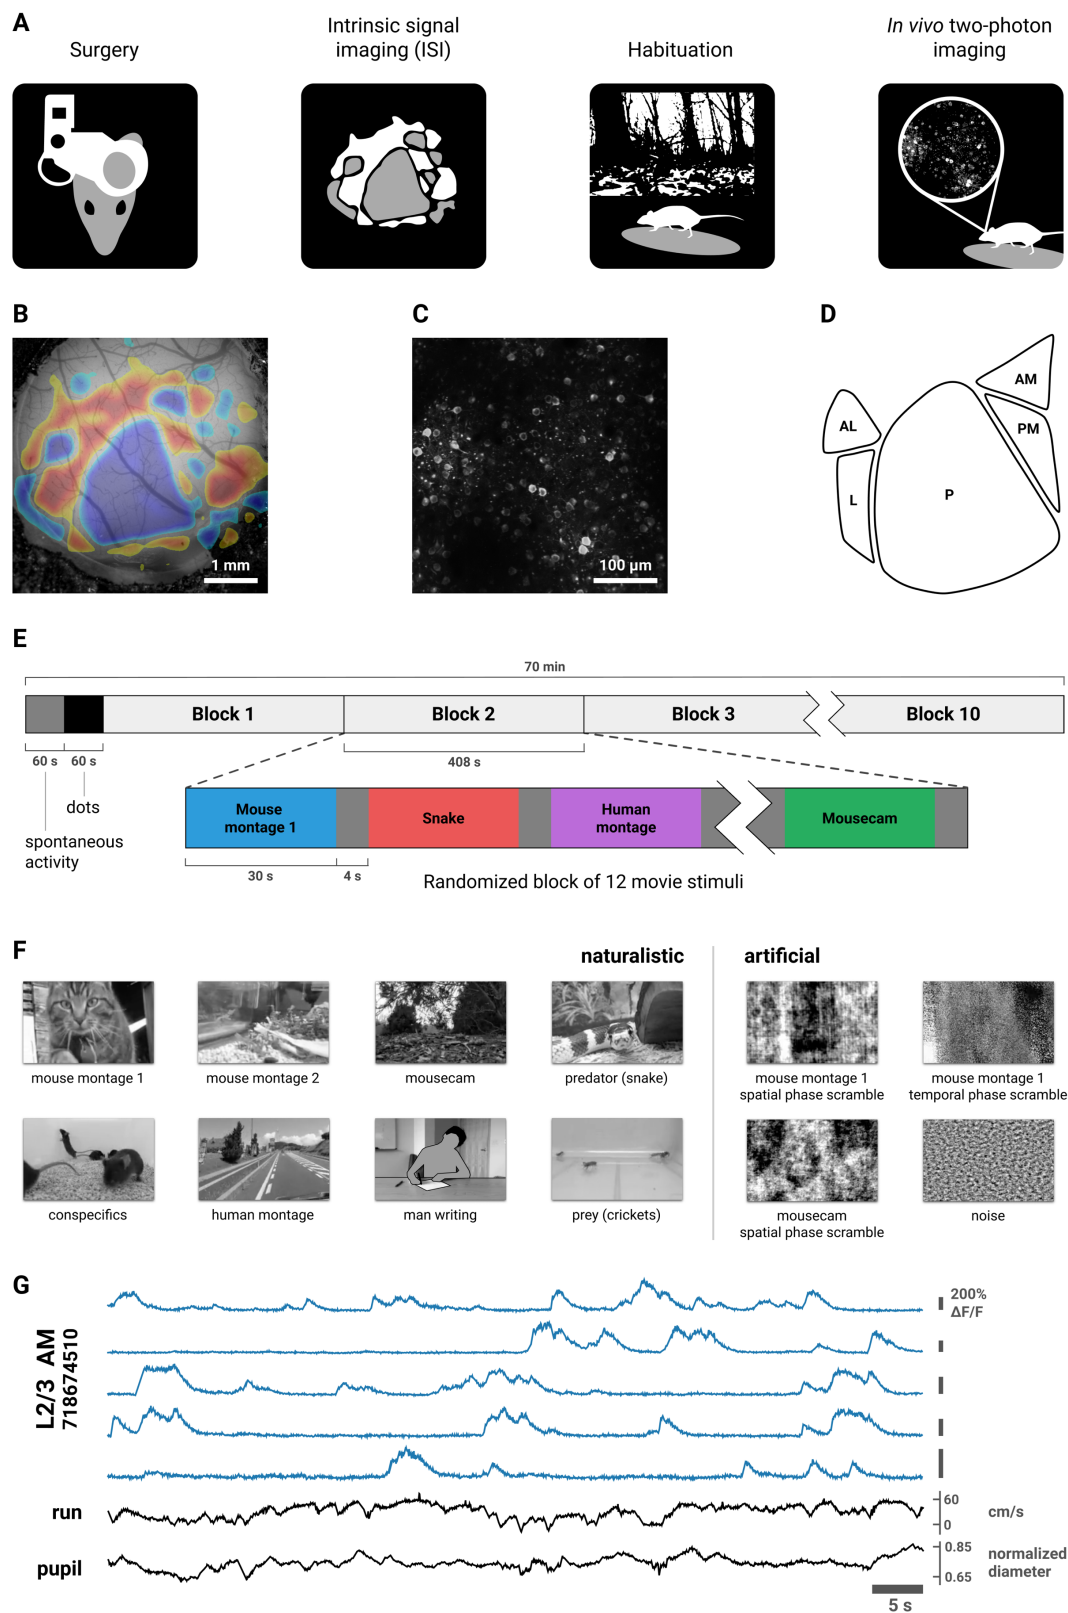 A
Surgery
Intrinsic signal
imaging (ISI)
Habituation
In vivo two-photon
imaging
B
1 mm
C
100 µm
D
AM
AL
PM
L
P
E
70 min
Block 1
Block 2
Block 3
Block 10
60 s
60 s
408 s
dots
spontaneous
activity
Mouse
montage 1
Snake
Human
montage
Mousecam
30 s
4 s
Randomized block of 12 movie stimuli
F
naturalistic
artificial
mouse montage 1
mouse montage 2
mousecam
predator (snake)
mouse montage 1
spatial phase scramble
mouse montage 1
temporal phase scramble
conspecifics
human montage
man writing
prey (crickets)
mousecam
spatial phase scramble
noise
G
200%
ΔF/F
L2/3 AM
718674510
run
60
0
cm/s
pupil
0.85
0.65
normalized
diameter
5 s